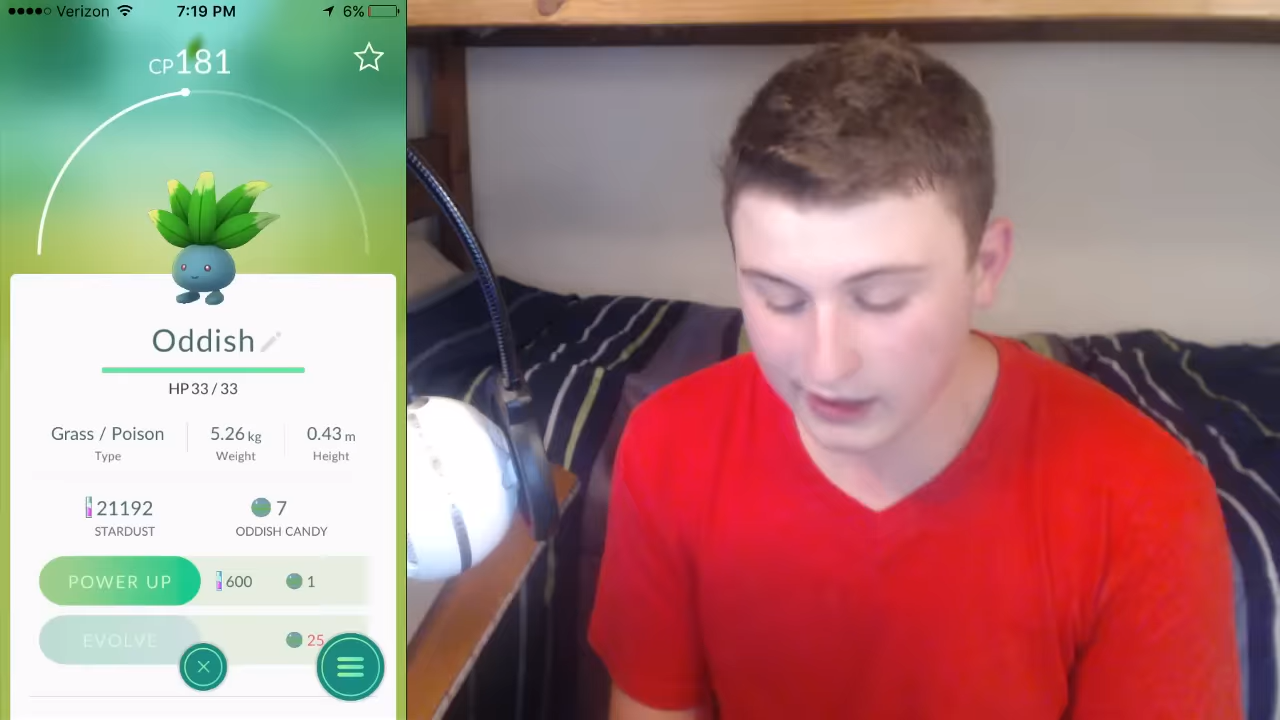 Verizon 7:19 PM 6%
CP181
Oddish
HP 33 / 33
Grass / Poison 5.26 kg 0.43 m
Type Weight Height
21192 7
STARDUST ODDISH CANDY
POWER UP 600 1
EVOLVE 25